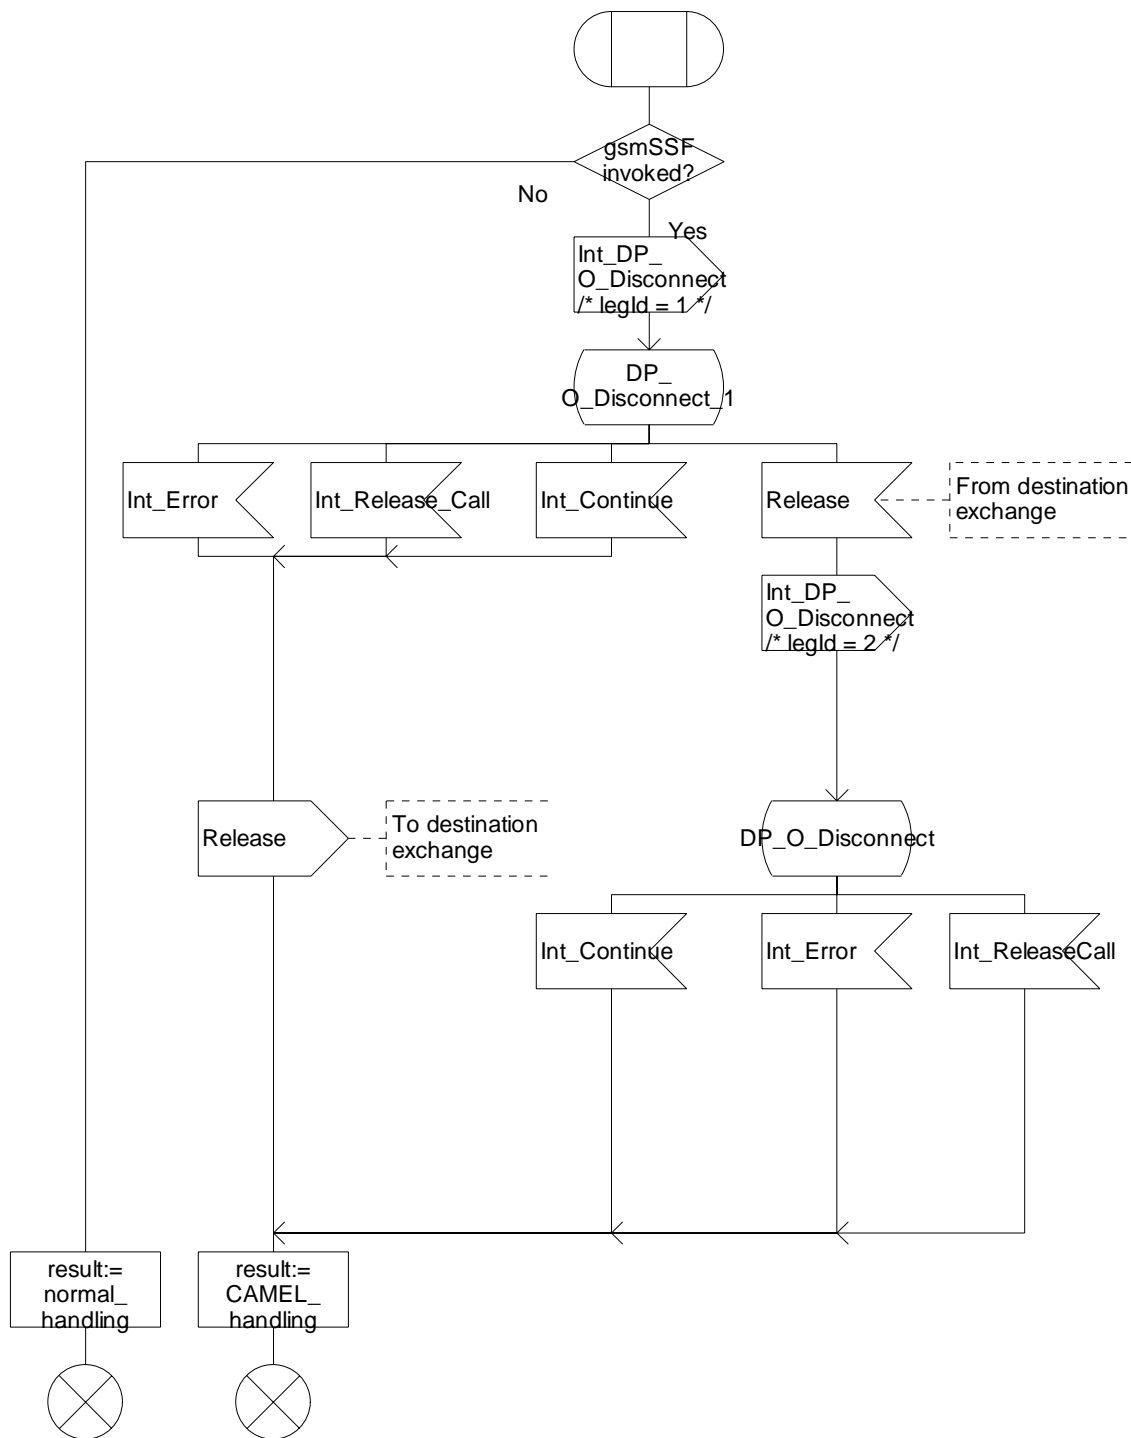 gsmSSF
invoked?
No
Yes
Int_DP_
O_Disconnect
/* legId = 1 */
DP_
O_Disconnect_1
Int_Error
Int_Release_Call
Int_Continue
Release
From destination
exchange
Int_DP_
O_Disconnect
/* legId = 2 */
Release
To destination
exchange
DP_O_Disconnect
Int_Continue
Int_Error
Int_ReleaseCall
result:=
normal_
handling
result:=
CAMEL_
handling